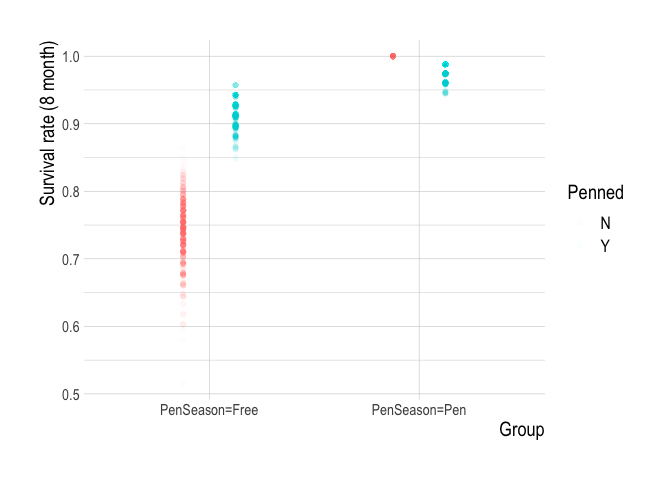 Survival rate (8 month)
1.0
0.9
0.8
0.7
0.6
0.5
PenSeason=Free
PenSeason=Pen
Group
Penned
N
Y